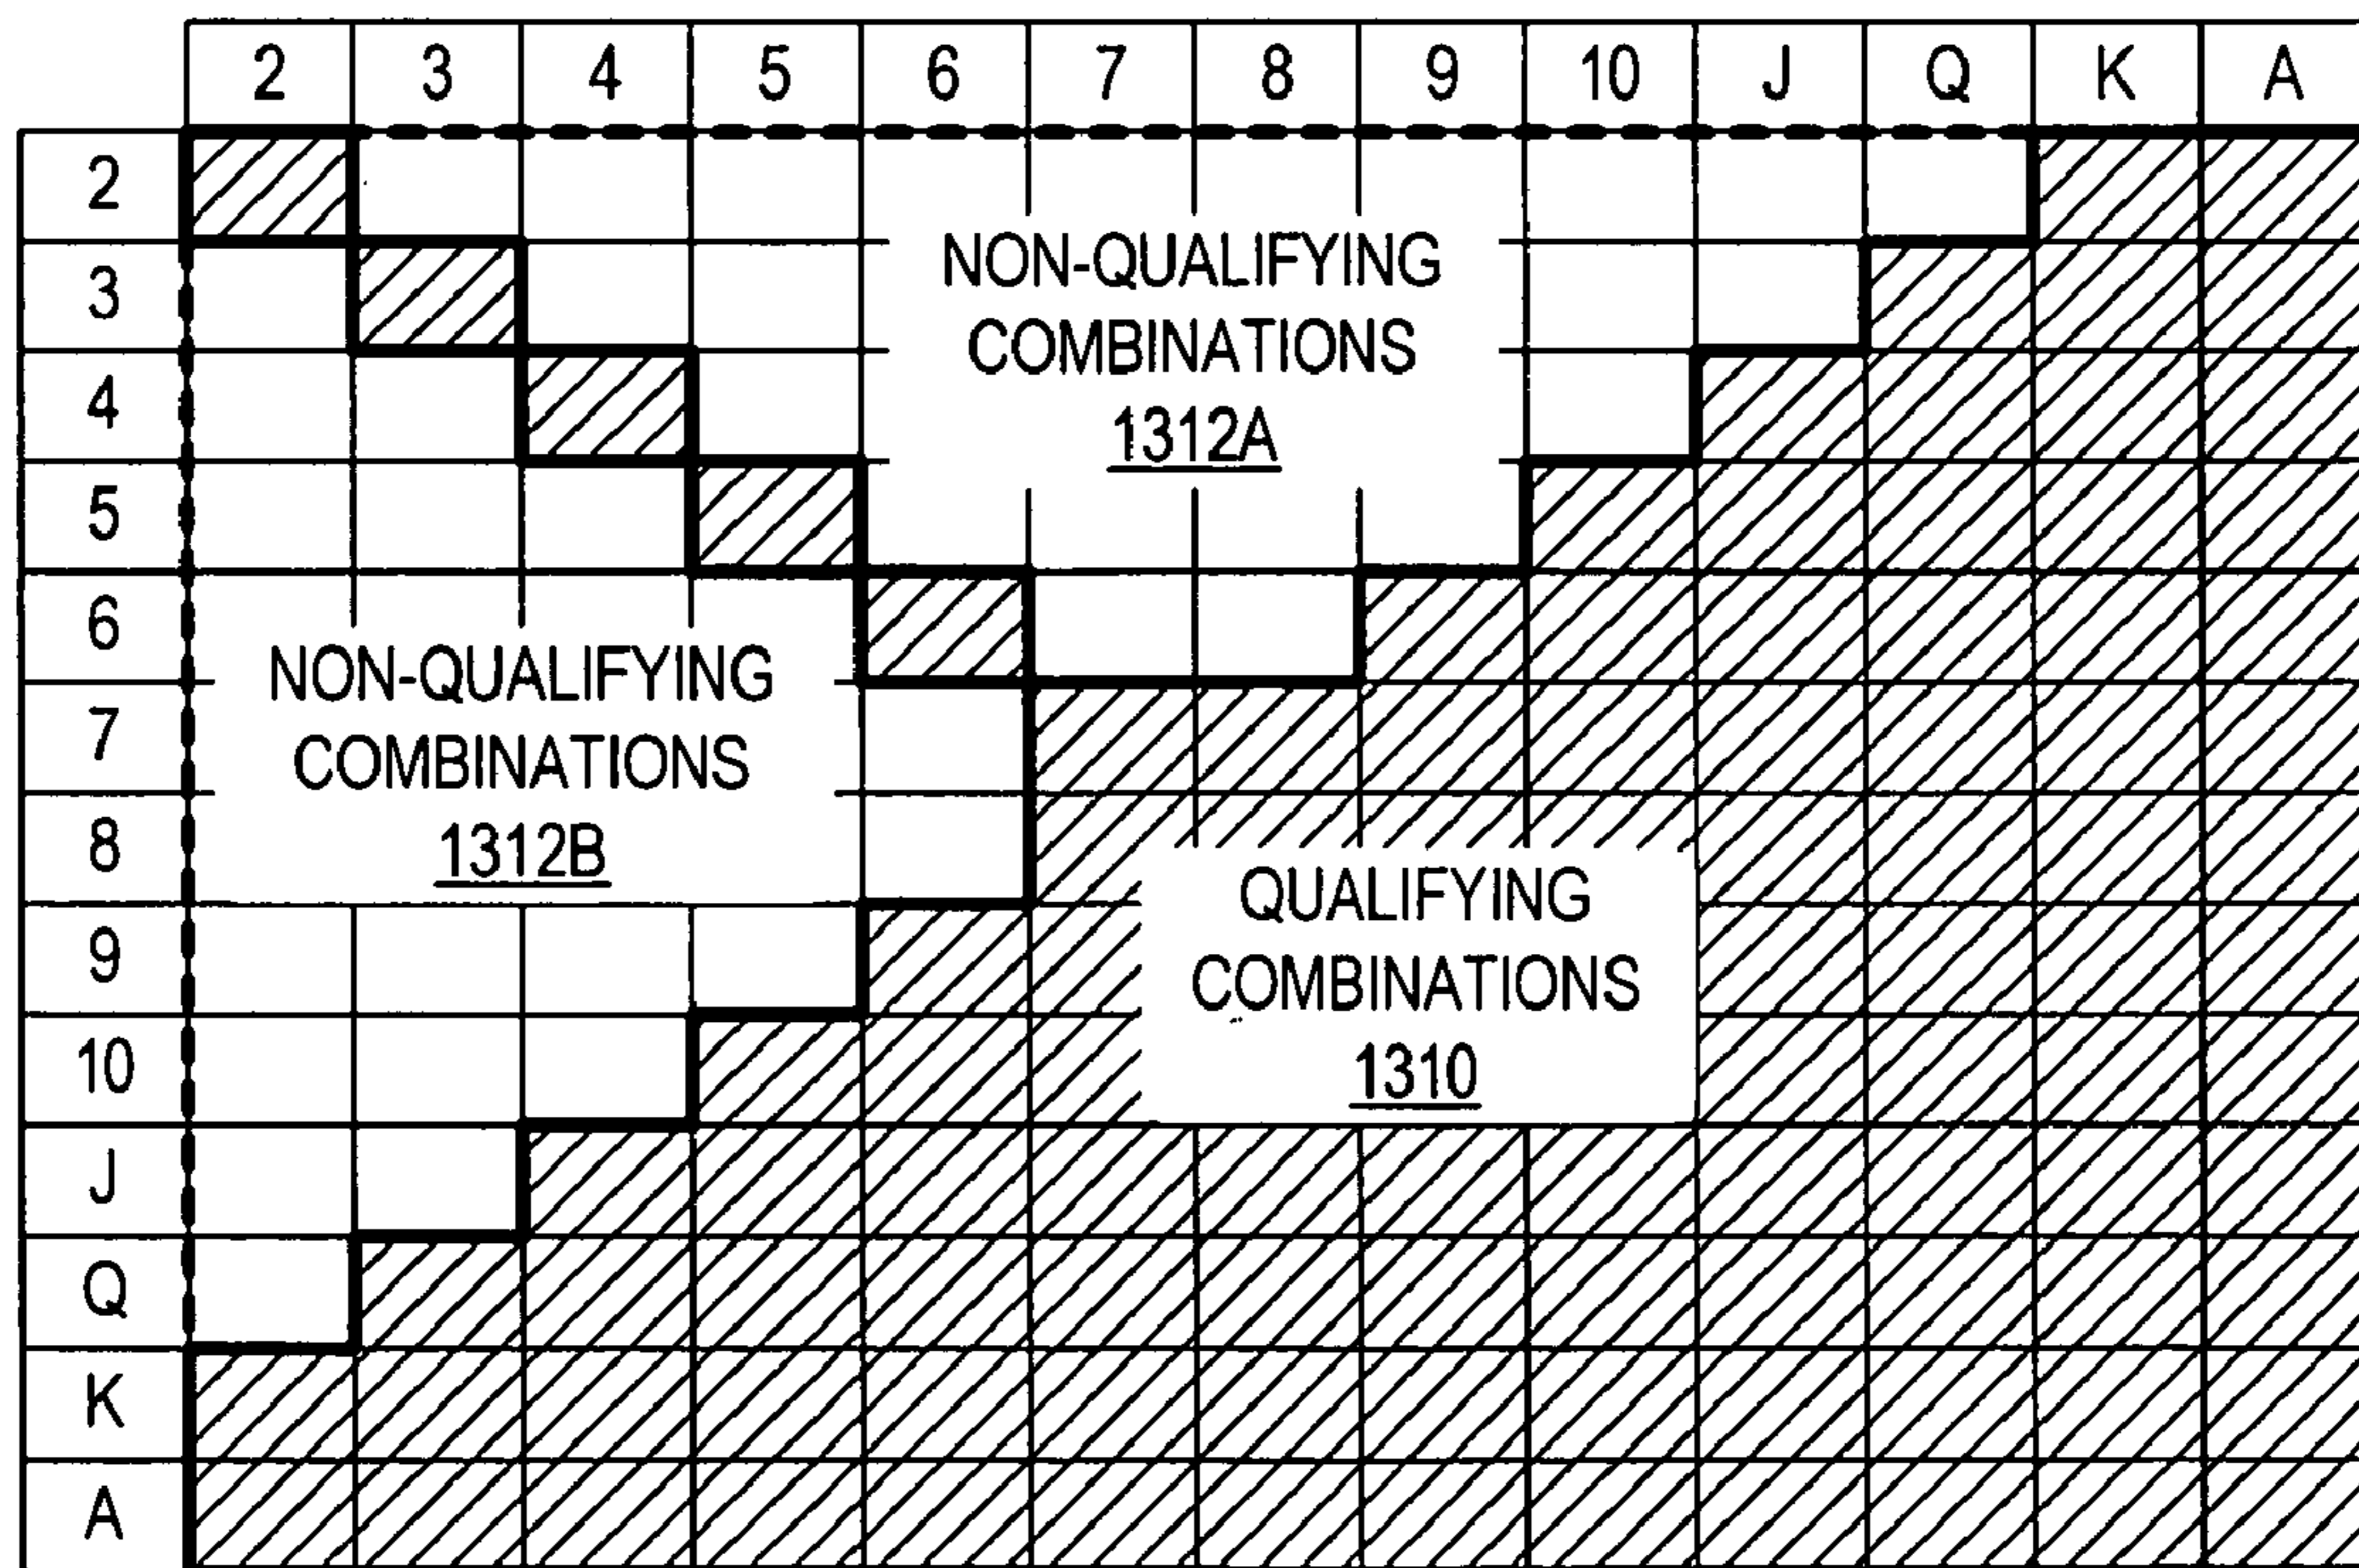 2 3 4 5 6 7 8 9 10 J Q K A
2
3
NON-QUALIFYING
COMBINATIONS
1312A
4
5
6
NON-QUALIFYING
COMBINATIONS
1312B
7
8
QUALIFYING
COMBINATIONS
1310
9
10
J
Q
K
A